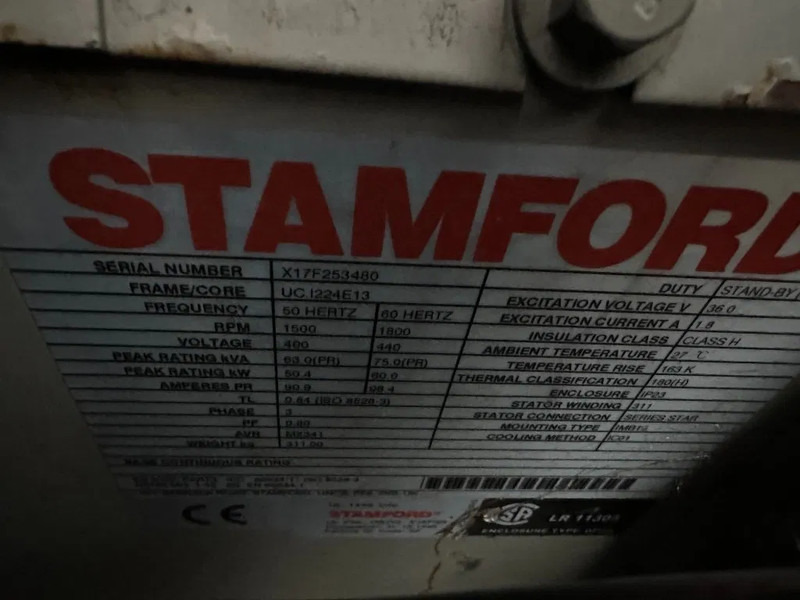 STAMFORD
SERIAL NUMBER X17F253480
FRAME/CORE UCI224E13
FREQUENCY 50 HERTZ 60 HERTZ
RPM 1500 1800
VOLTAGE 400 440
PEAK RATING kVA 63.0(PR) 75.0(PR)
PEAK RATING kW 50.4 60.0
AMPERES PR 90.9 98.4
TL 0.84 (ISO 8528-3)
PHASE 3
PF 0.80
AVR MX341
WEIGHT kg 311.00
BASE CONTINUOUS RATING
DUTY STAND-BY
EXCITATION VOLTAGE V 36.0
EXCITATION CURRENT A 1.8
INSULATION CLASS CLASS H
AMBIENT TEMPERATURE 27 ℃
TEMPERATURE RISE 163 K
THERMAL CLASSIFICATION 180(H)
ENCLOSURE IP23
STATOR WINDING 311
STATOR CONNECTION SERIES STAR
MOUNTING TYPE
COOLING METHOD IC01
CE
STAMFORD
LR 11305
ENCLOSURE TYPE